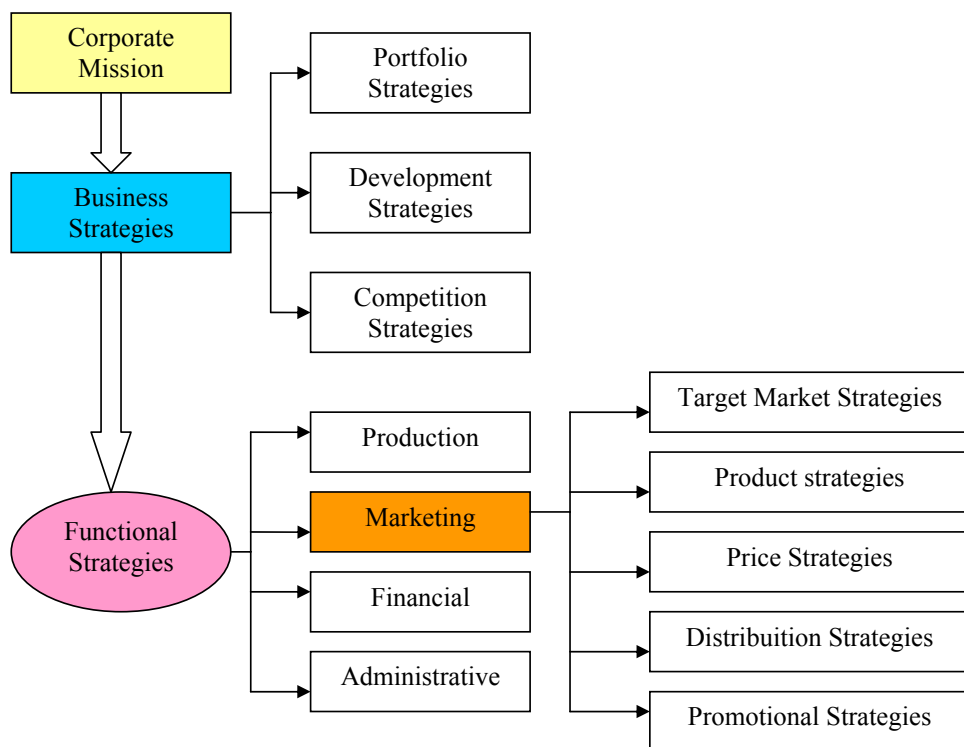 Corporate
Mission
Portfolio
Strategies
Business
Strategies
Development
Strategies
Competition
Strategies
Functional
Strategies
Production
Marketing
Financial
Administrative
Target Market Strategies
Product strategies
Price Strategies
Distribuition Strategies
Promotional Strategies